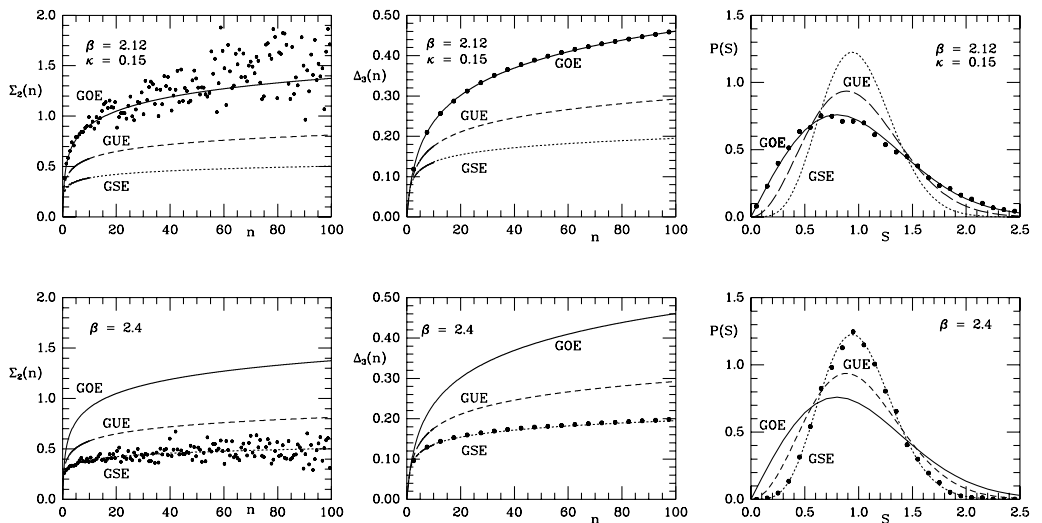 2.0
1.5
Σ₂(n)
1.0
0.5
0.0
β = 2.12
κ = 0.15
GOE
GUE
GSE
0 20 40 60 80 100
n
0.50
0.40
Δ₃(n)
0.30
0.20
0.10
0.00
β = 2.12
κ = 0.15
GOE
GUE
GSE
0 20 40 60 80 100
n
1.5
P(S)
1.0
0.5
0.0
β = 2.12
κ = 0.15
GUE
GOE
GSE
0.0 0.5 1.0 1.5 2.0 2.5
S
2.0
1.5
Σ₂(n)
1.0
0.5
0.0
β = 2.4
GOE
GUE
GSE
0 20 40 60 80 100
n
0.50
0.40
Δ₃(n)
0.30
0.20
0.10
0.00
β = 2.4
GOE
GUE
GSE
0 20 40 60 80 100
n
1.5
P(S)
1.0
0.5
0.0
β = 2.4
GUE
GOE
GSE
0.0 0.5 1.0 1.5 2.0 2.5
S